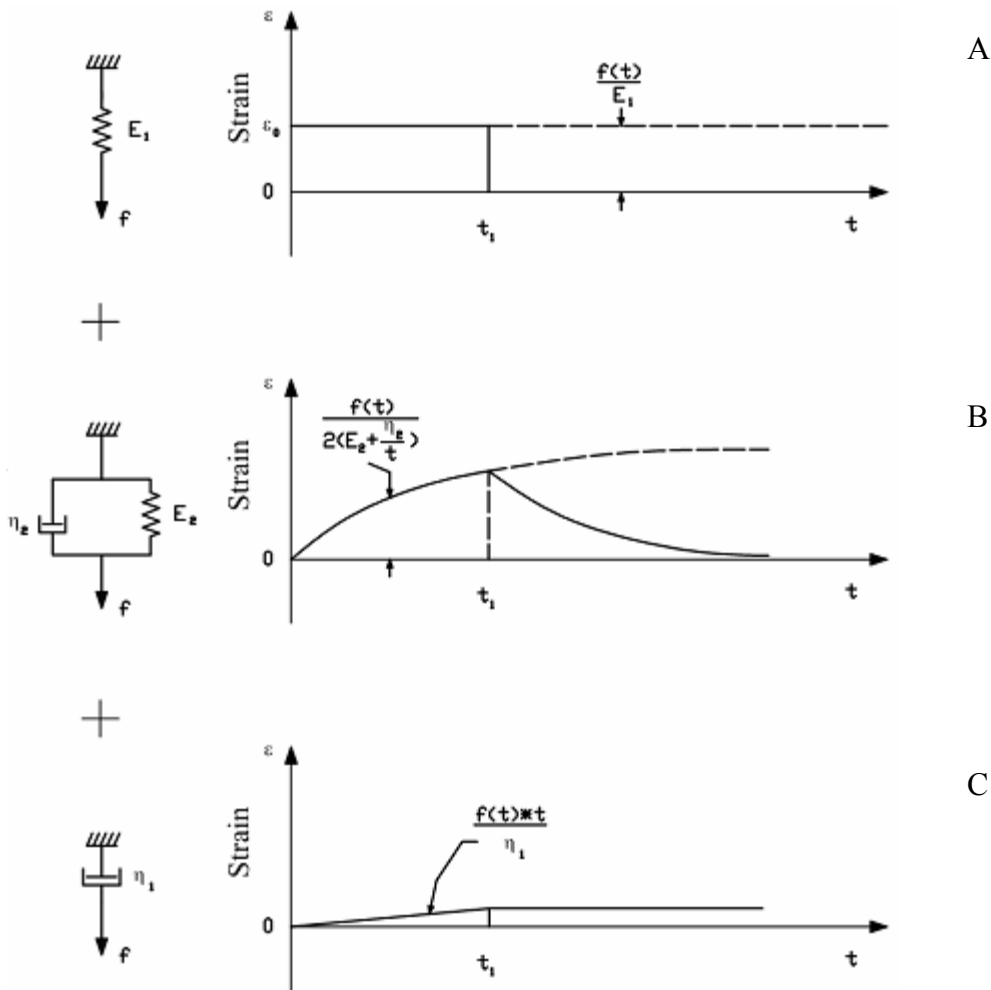 A
ε
Strain
ε₀
0
E₁
f
f(t)
E₁
t₁
t
B
ε
Strain
0
η₂
E₂
f
f(t)
2(E₂+η₂/t)
t₁
t
C
ε
Strain
0
η₁
f
f(t)*t
η₁
t₁
t